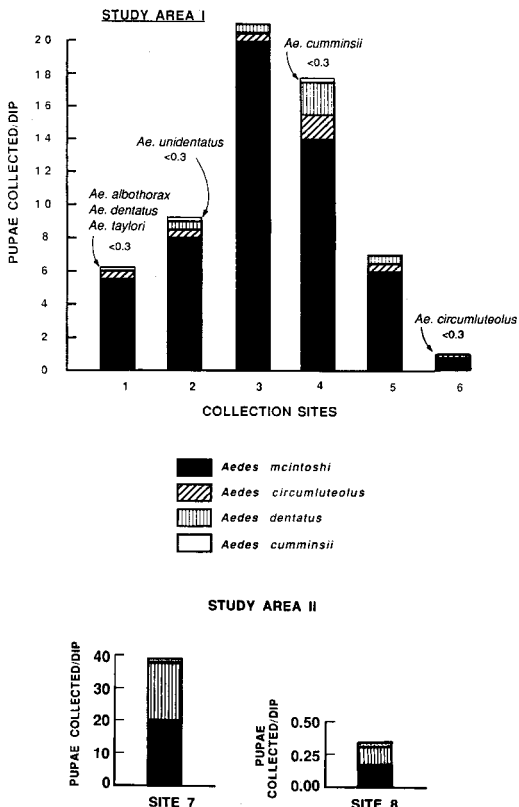 STUDY AREA I
PUPAE COLLECTED/DIP
20
18
16
14
12
10
8
6
4
2
0
Ae. albothorax
Ae. dentatus
Ae. taylori
<0.3
Ae. unidentatus
<0.3
Ae. cumminsii
<0.3
Ae. circumluteolus
<0.3
1 2 3 4 5 6
COLLECTION SITES
Aedes mcintoshi
Aedes circumluteolus
Aedes dentatus
Aedes cumminsii
STUDY AREA II
PUPAE COLLECTED/DIP
40
30
20
10
0
SITE 7
PUPAE
COLLECTED/DIP
0.50
0.25
0.00
SITE 8